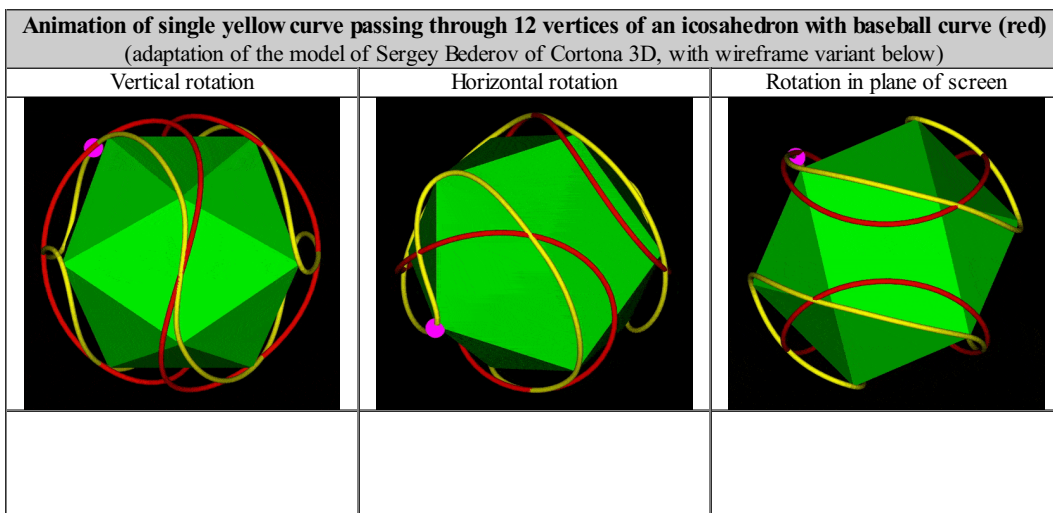 Animation of single yellow curve passing through 12 vertices of an icosahedron with baseball curve (red)
(adaptation of the model of Sergey Bederov of Cortona 3D, with wireframe variant below)
Vertical rotation
Horizontal rotation
Rotation in plane of screen